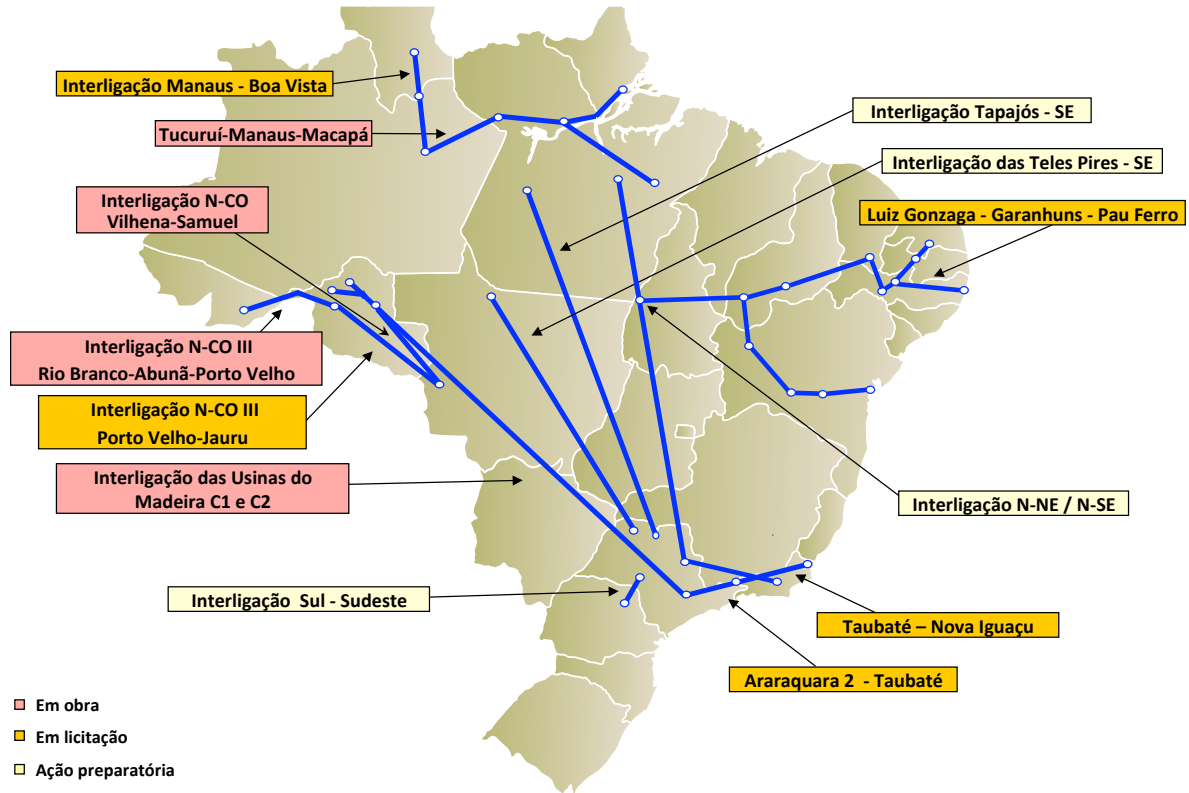 Interligação Manaus - Boa Vista
Tucuruí-Manaus-Macapá
Interligação Tapajós - SE
Interligação das Teles Pires - SE
Interligação N-CO
Vilhena-Samuel
Luiz Gonzaga - Garanhuns - Pau Ferro
Interligação N-CO III
Rio Branco-Abunã-Porto Velho
Interligação N-CO III
Porto Velho-Jauru
Interligação das Usinas do
Madeira C1 e C2
Interligação N-NE / N-SE
Interligação Sul - Sudeste
Taubaté – Nova Iguaçu
Araraquara 2 - Taubaté
Em obra
Em licitação
Ação preparatória